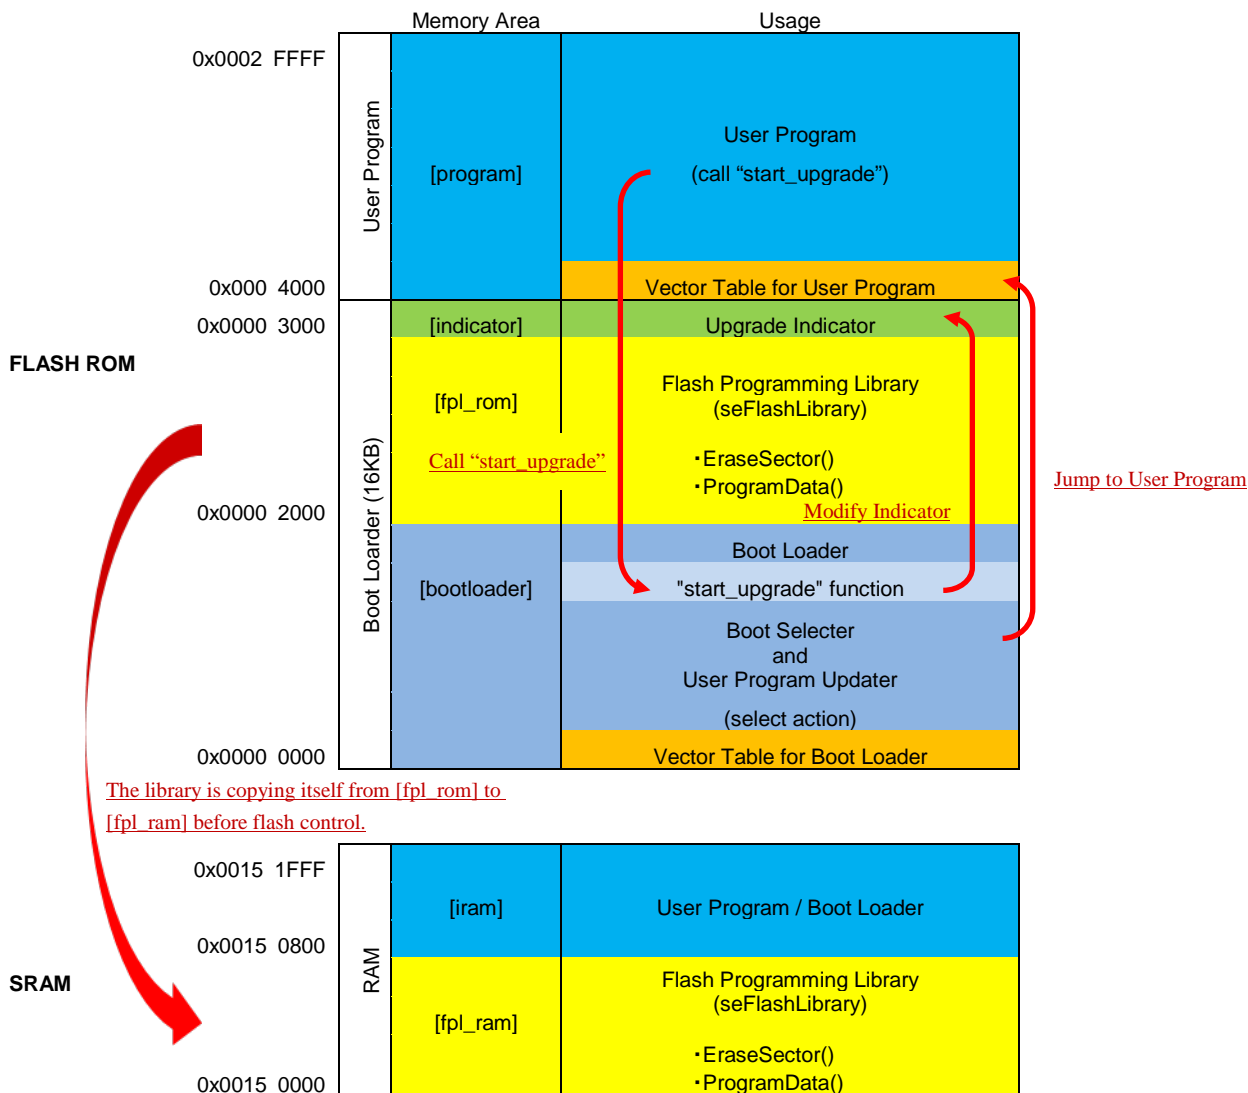 Memory Area
Usage
0x0002 FFFF
User Program
[program]
User Program
(call “start_upgrade”)
0x000 4000
Vector Table for User Program
0x0000 3000
[indicator]
Upgrade Indicator
FLASH ROM
Boot Loarder (16KB)
[fpl_rom]
Flash Programming Library
(seFlashLibrary)
Call “start_upgrade”
・EraseSector()
・ProgramData()
Jump to User Program
Modify Indicator
0x0000 2000
Boot Loader
[bootloader]
"start_upgrade" function
Boot Selecter
and
User Program Updater
(select action)
0x0000 0000
Vector Table for Boot Loader
The library is copying itself from [fpl_rom] to
[fpl_ram] before flash control.
0x0015 1FFF
[iram]
User Program / Boot Loader
0x0015 0800
SRAM
RAM
Flash Programming Library
(seFlashLibrary)
[fpl_ram]
・EraseSector()
0x0015 0000
・ProgramData()